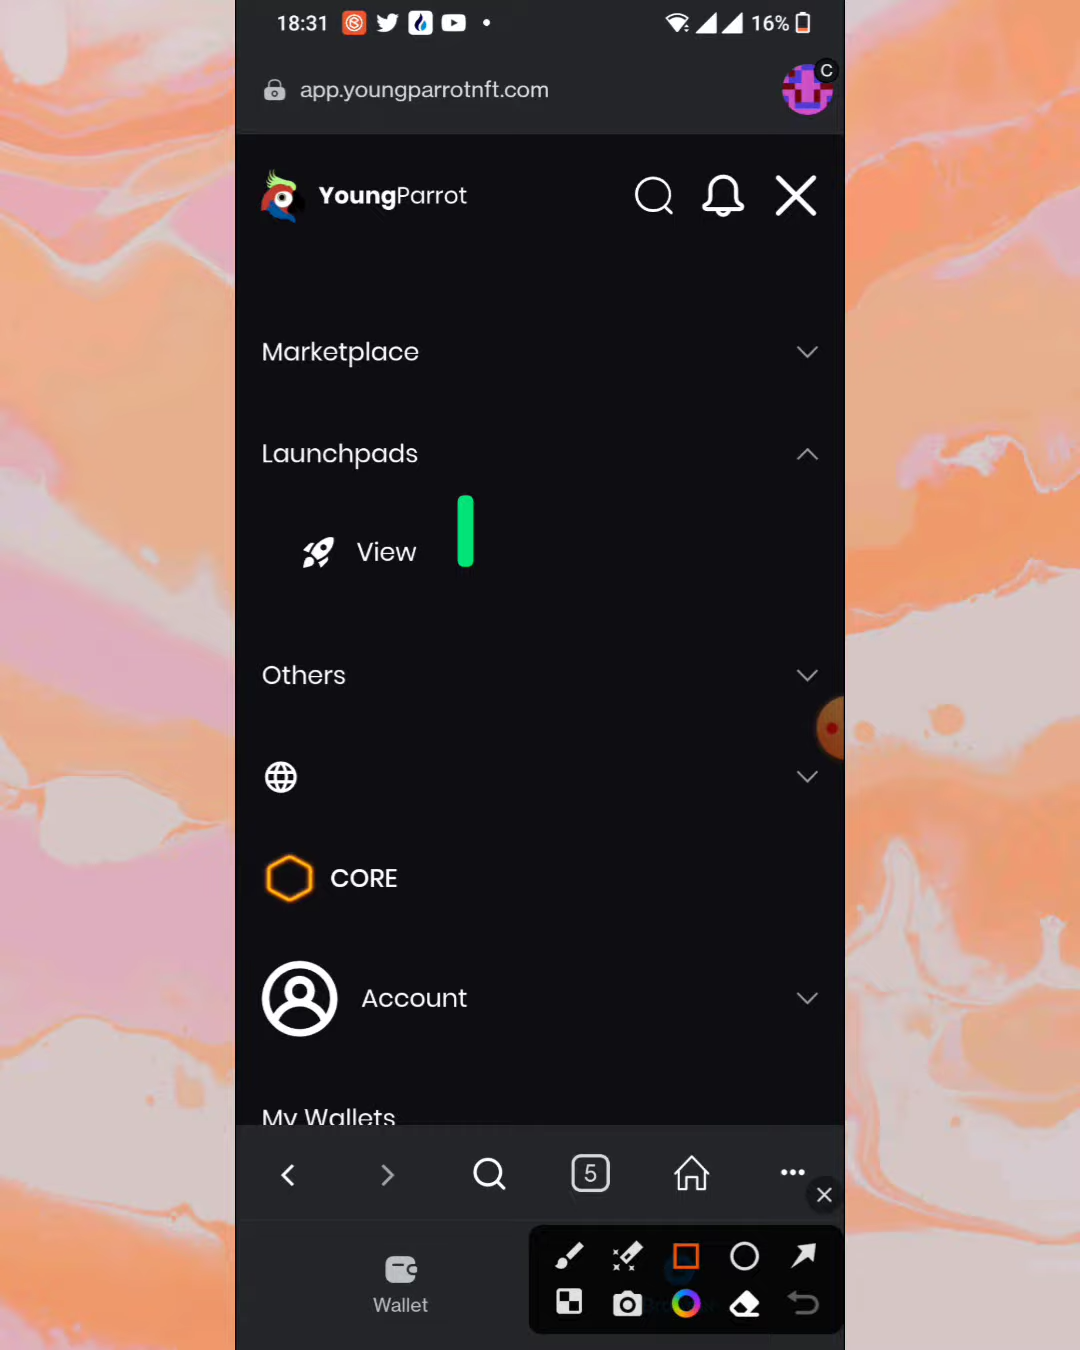 18:31
16%
app.youngparrotnft.com
C
YoungParrot
Marketplace
Launchpads
View
Others
CORE
Account
My Wallets
5
Wallet